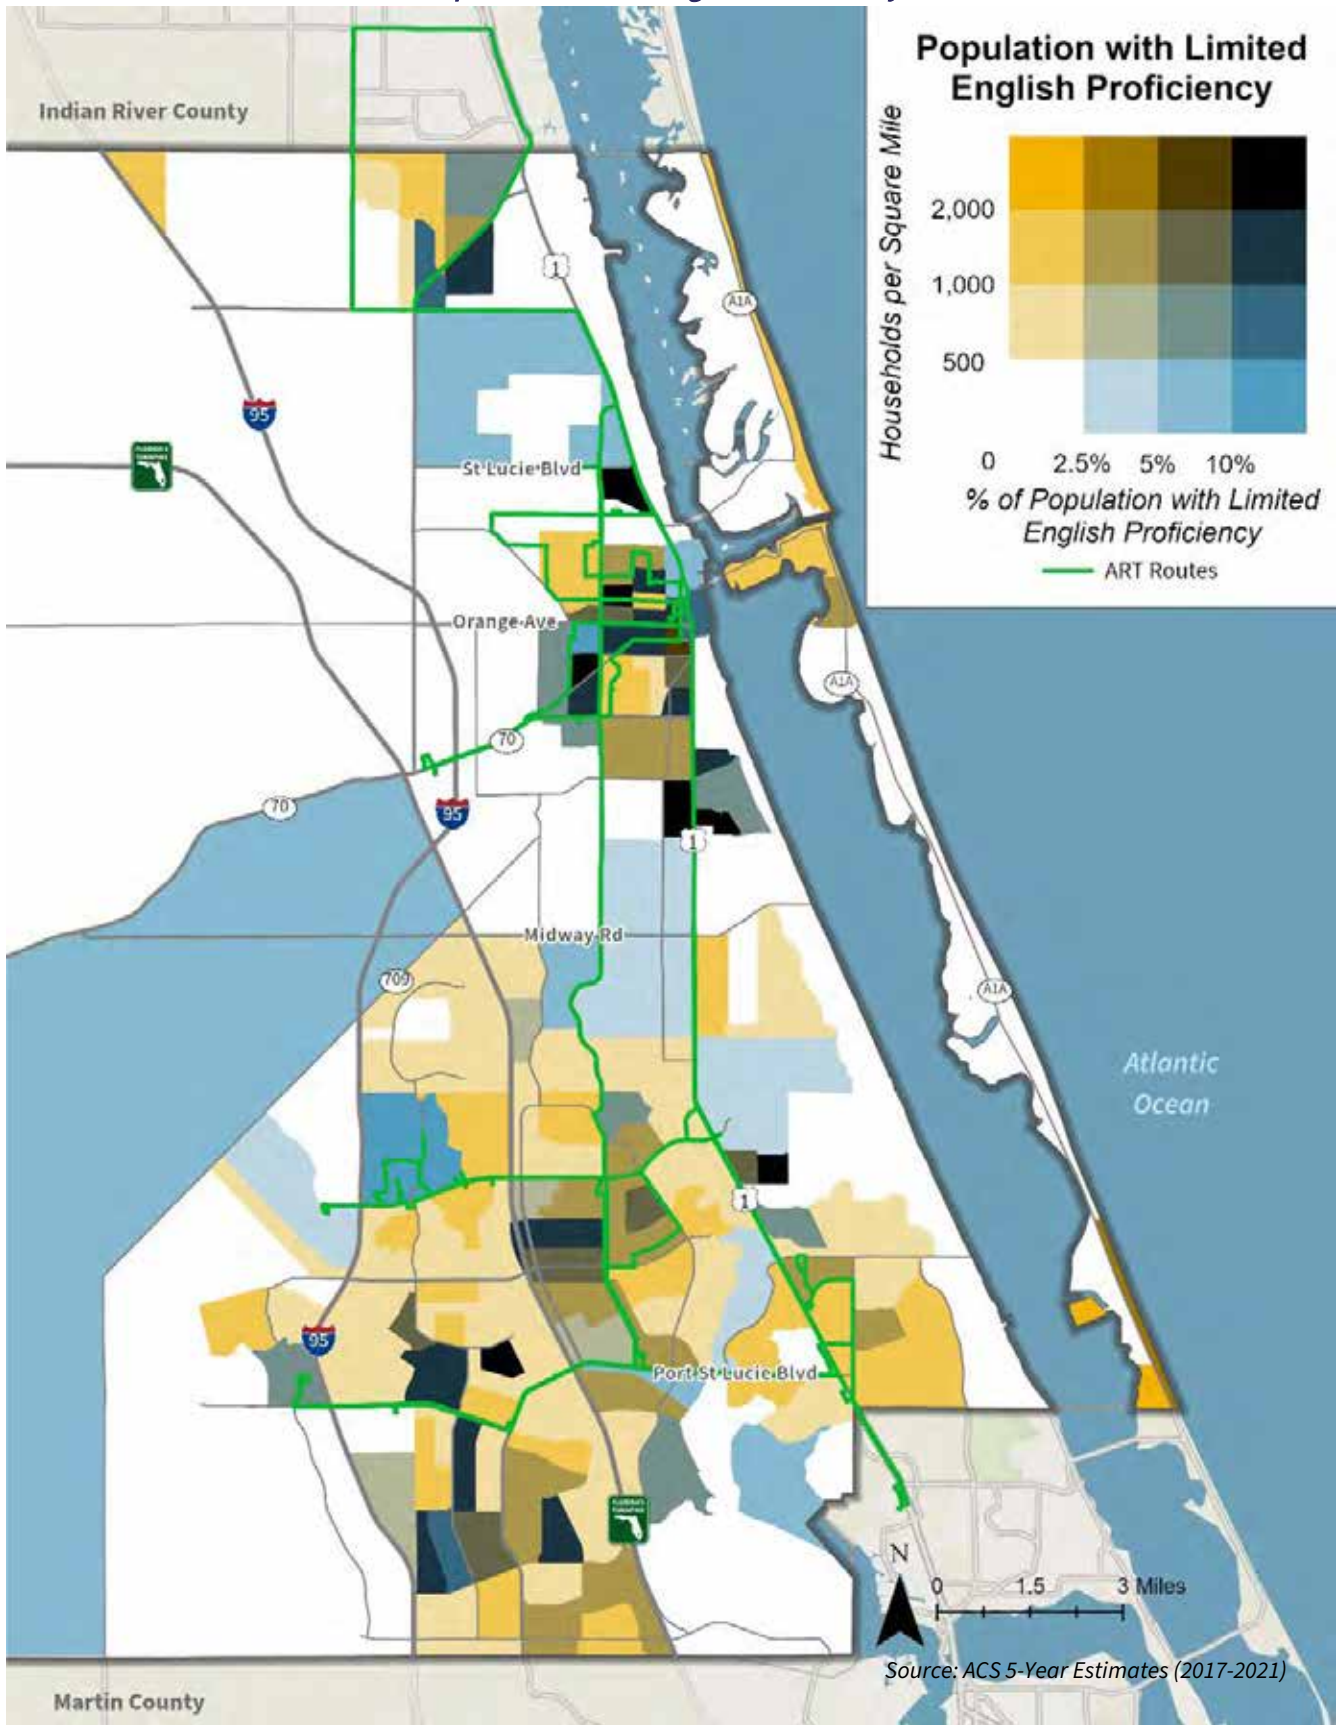 Indian River County
Population with Limited
English Proficiency
Households per Square Mile
2,000
1,000
500
0
2.5%
5%
10%
% of Population with Limited
English Proficiency
ART Routes
1
A1A
95
St Lucie Blvd
Orange Ave
A1A
70
70
95
1
Midway Rd
709
A1A
Atlantic
Ocean
1
95
Port St Lucie Blvd
N
0
1.5
3 Miles
Source: ACS 5-Year Estimates (2017-2021)
Martin County